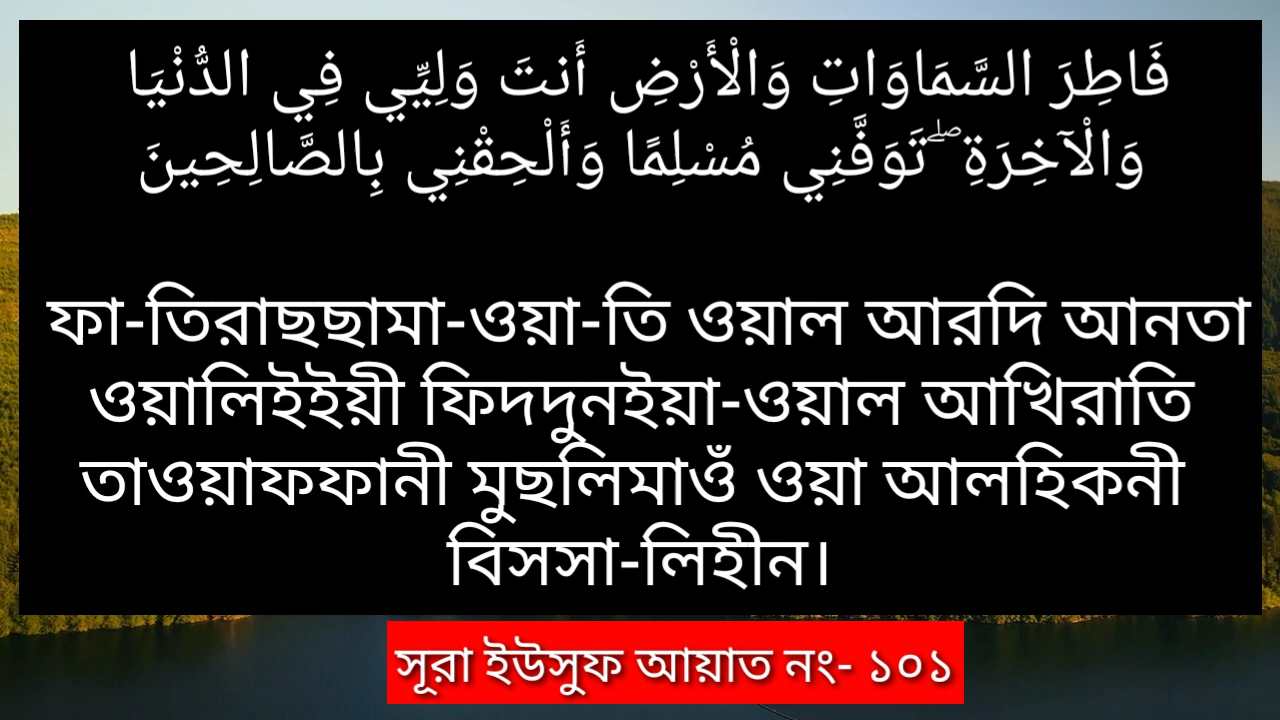 فَاطِرَ السَّمَاوَاتِ وَالْأَرْضِ أَنتَ وَلِيِّي فِي الدُّنْيَا
وَالْآخِرَةِ ۖ تَوَفَّنِي مُسْلِمًا وَأَلْحِقْنِي بِالصَّالِحِينَ
ফা-তিরাছছামা-ওয়া-তি ওয়াল আরদি আনতা
ওয়ালিইইয়ী ফিদদুনইয়া-ওয়াল আখিরাতি
তাওয়াফফানী মুছলিমাওঁ ওয়া আলহিকনী
বিসসা-লিহীন।
সূরা ইউসুফ আয়াত নং- ১০১